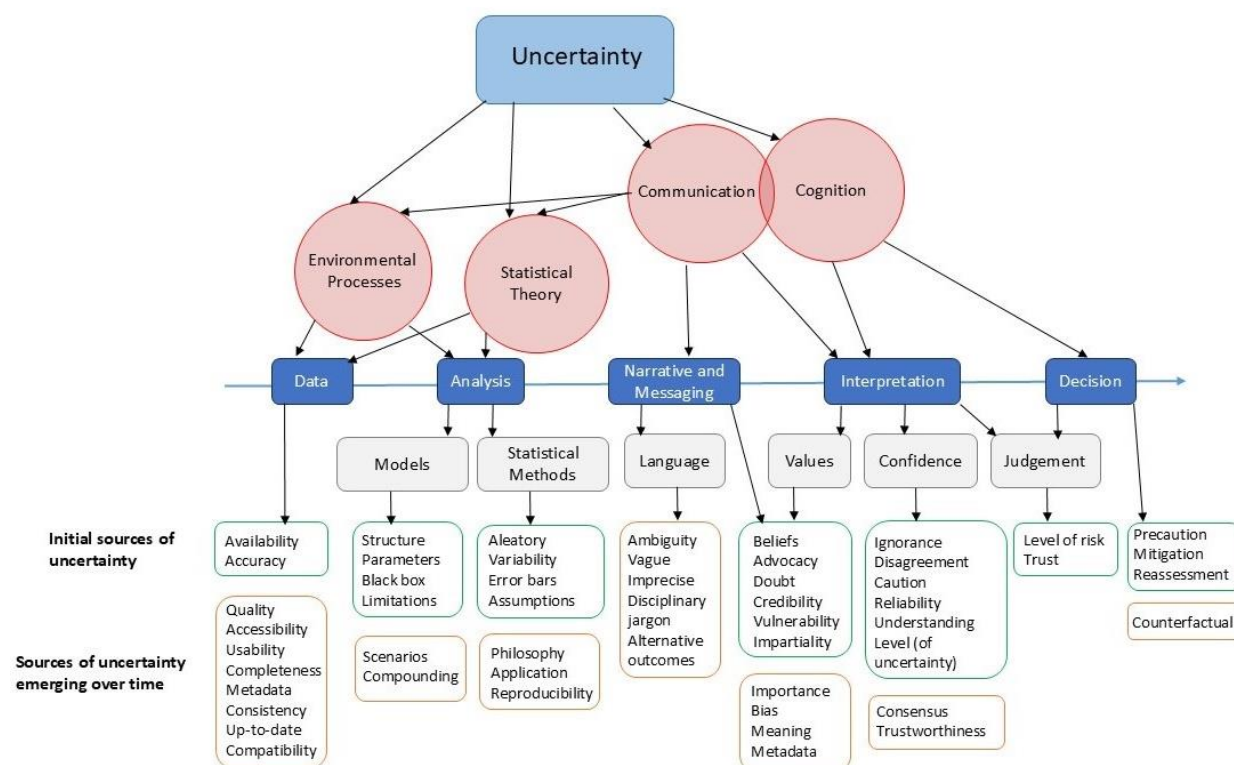 Uncertainty
Communication
Cognition
Environmental
Processes
Statistical
Theory
Data
Analysis
Narrative and
Messaging
Interpretation
Decision
Models
Statistical
Methods
Language
Values
Confidence
Judgement
Initial sources of
uncertainty
Availability
Accuracy
Structure
Parameters
Black box
Limitations
Aleatory
Variability
Error bars
Assumptions
Ambiguity
Vague
Imprecise
Disciplinary
jargon
Alternative
outcomes
Beliefs
Advocacy
Doubt
Credibility
Vulnerability
Impartiality
Ignorance
Disagreement
Caution
Reliability
Understanding
Level (of
uncertainty)
Level of risk
Trust
Precaution
Mitigation
Reassessment
Sources of uncertainty
emerging over time
Quality
Accessibility
Usability
Completeness
Metadata
Consistency
Up-to-date
Compatibility
Scenarios
Compounding
Philosophy
Application
Reproducibility
Importance
Bias
Meaning
Metadata
Consensus
Trustworthiness
Counterfactual